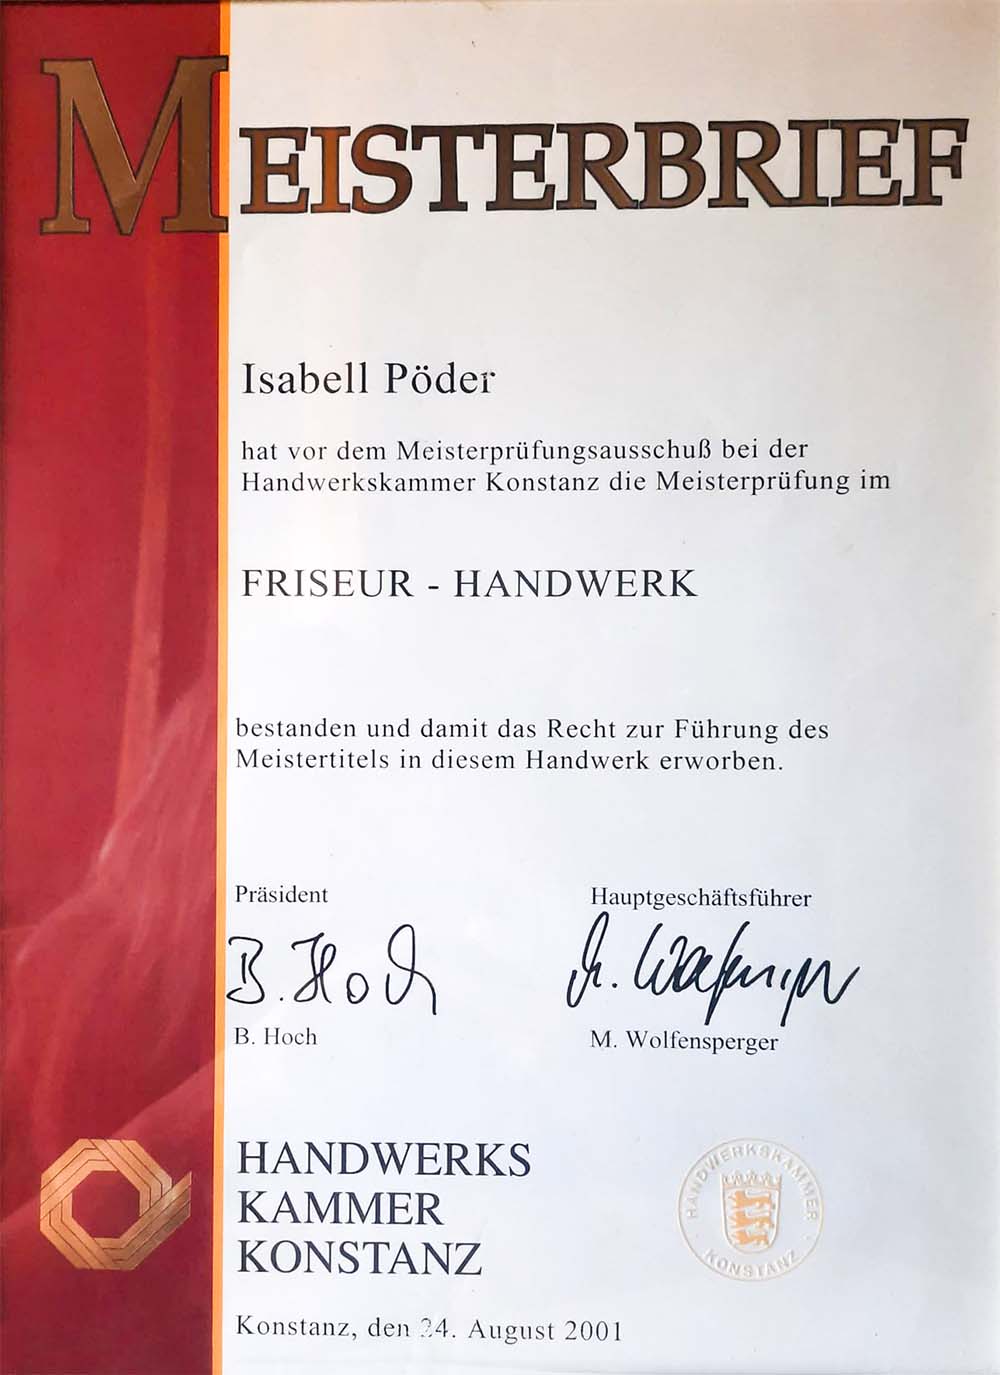 MEISTERBRIEF
Isabell Pöder
hat vor dem Meisterprüfungsausschuß bei der
Handwerkskammer Konstanz die Meisterprüfung im
FRISEUR - HANDWERK
bestanden und damit das Recht zur Führung des
Meistertitels in diesem Handwerk erworben.
Präsident
Hauptgeschäftsführer
B. Hoch
B. Hoch
M. Wolfensperger
HANDWERKS
KAMMER
KONSTANZ
HANDWERKSKAMMER
KONSTANZ
Konstanz, den 24. August 2001